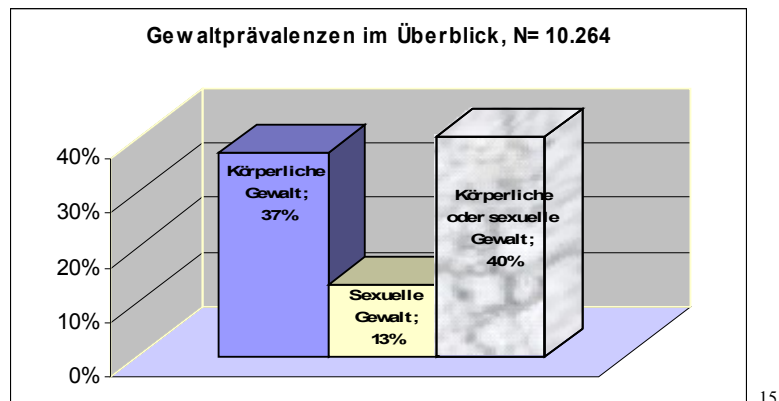 Gewaltprävalenzen im Überblick, N= 10.264
40%
30%
20%
10%
0%
Körperliche
Gewalt;
37%
Sexuelle
Gewalt;
13%
Körperliche
oder sexuelle
Gewalt;
40%
15